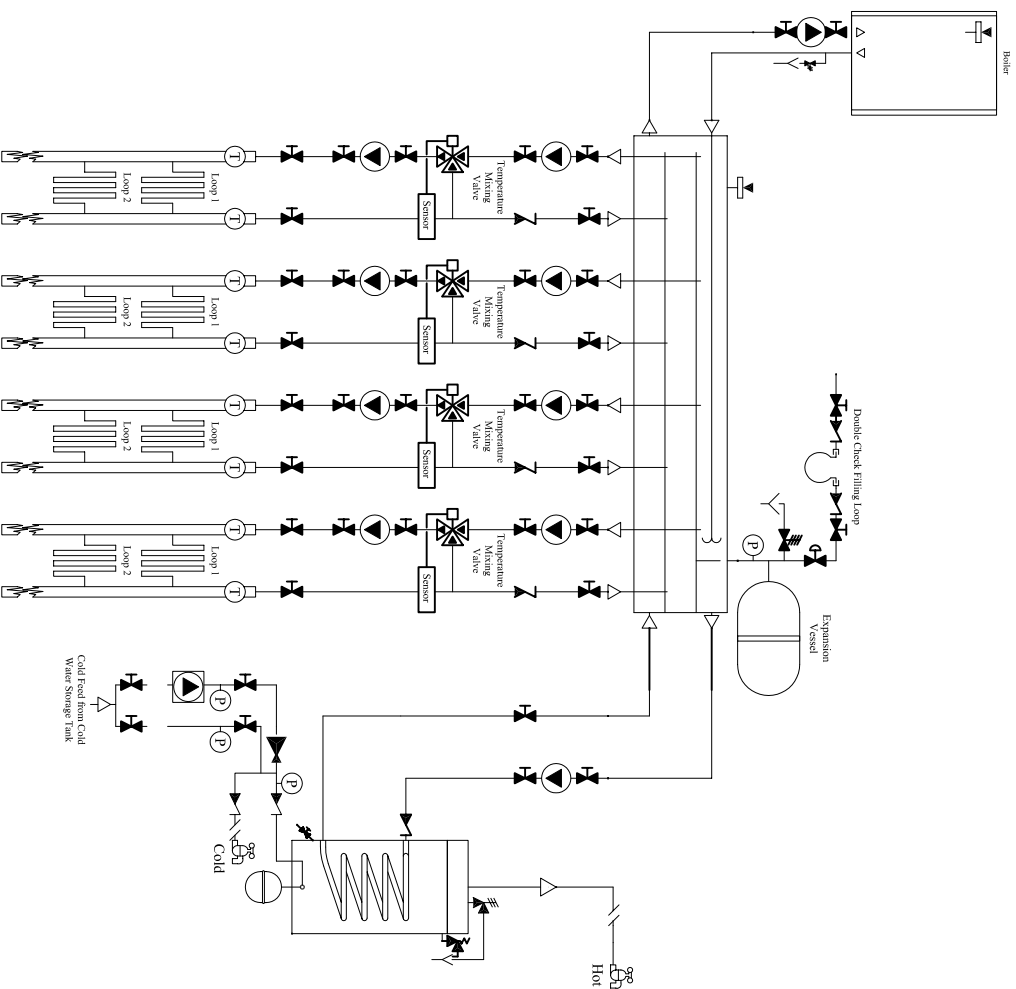 Boiler
Temperature
Mixing
Valve
Sensor
T
T
Loop 1
Loop 2
Temperature
Mixing
Valve
Sensor
T
T
Loop 1
Loop 2
Temperature
Mixing
Valve
Sensor
T
T
Loop 1
Loop 2
Temperature
Mixing
Valve
Sensor
T
T
Loop 1
Loop 2
Double Check Filling Loop
P
Expansion
Vessel
Cold Feed from Cold
Water Storage Tank
P
P
P
Cold
Hot